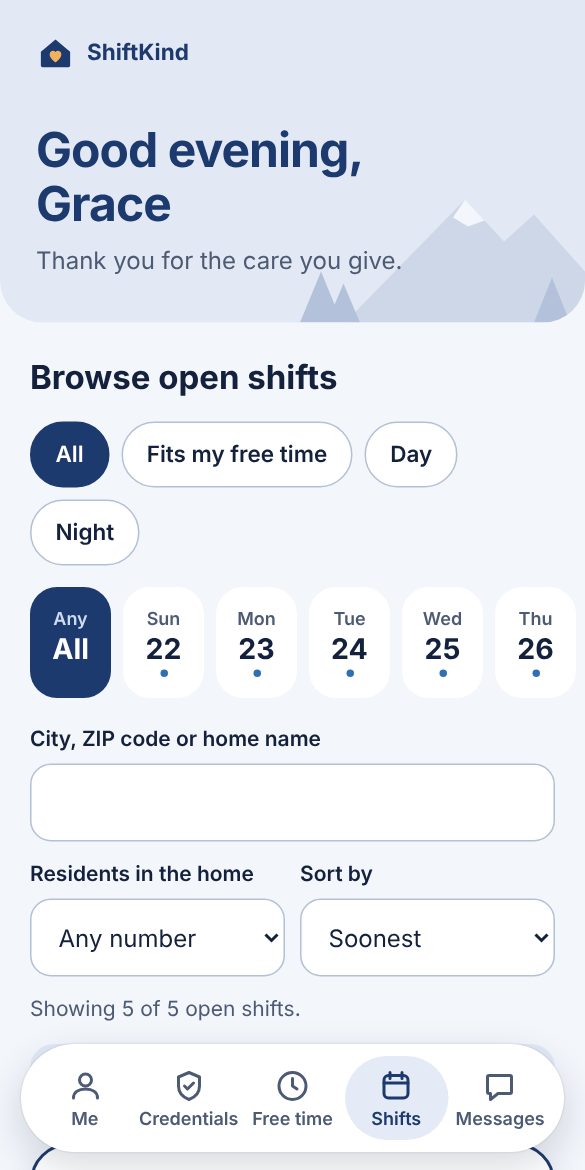 ShiftKind
Good evening,
Grace
Thank you for the care you give.
Browse open shifts
All
Fits my free time
Day
Night
Any
All
Sun
22
Mon
23
Tue
24
Wed
25
Thu
26
City, ZIP code or home name
Residents in the home
Sort by
Any number
Soonest
Showing 5 of 5 open shifts.
Me
Credentials
Free time
Shifts
Messages